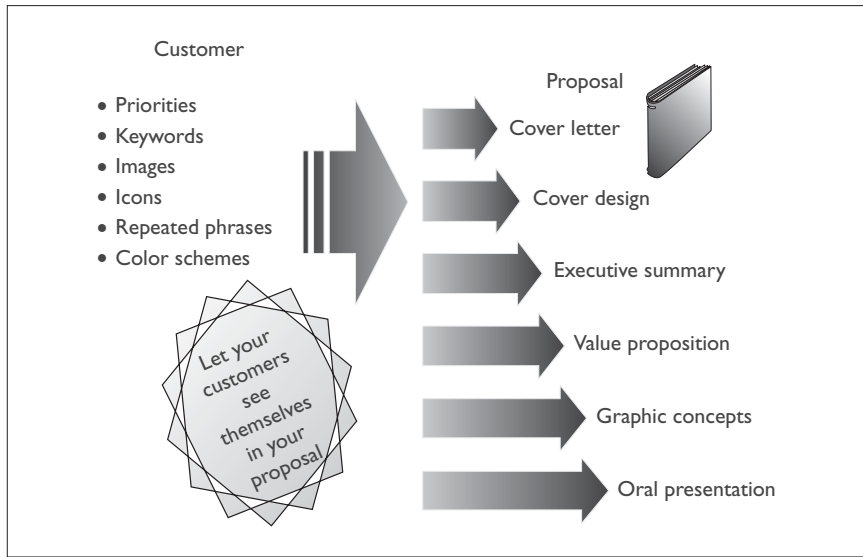 Customer
• Priorities
• Keywords
• Images
• Icons
• Repeated phrases
• Color schemes
Let your
customers
see
themselves
in your
proposal
Proposal
Cover letter
Cover design
Executive summary
Value proposition
Graphic concepts
Oral presentation